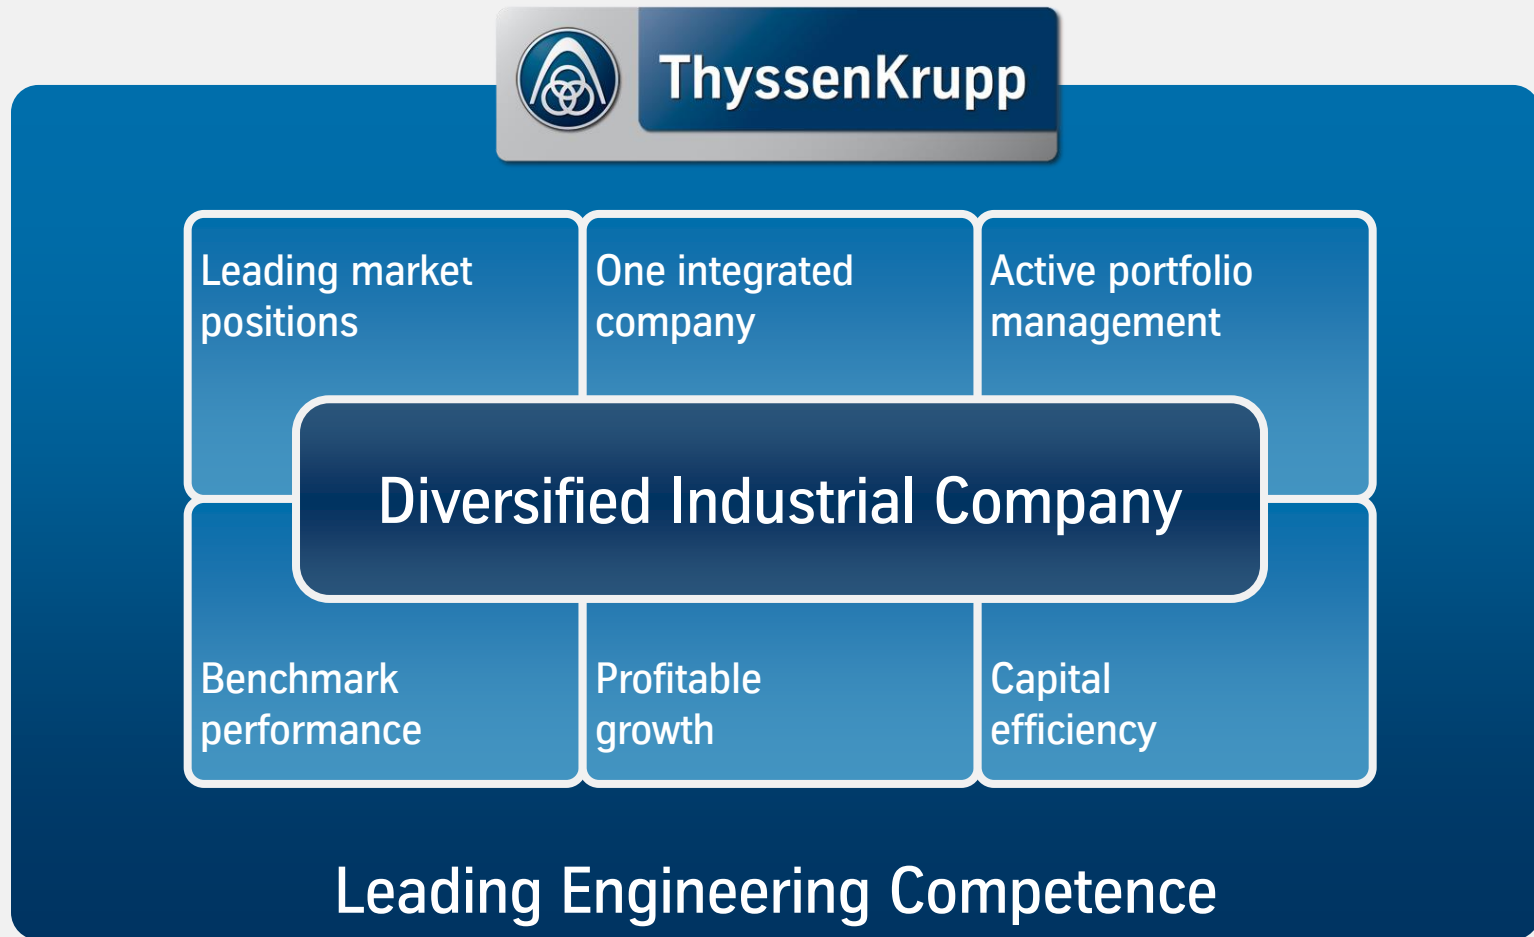 ThyssenKrupp
Leading market
positions
One integrated
company
Active portfolio
management
Diversified Industrial Company
Benchmark
performance
Profitable
growth
Capital
efficiency
Leading Engineering Competence